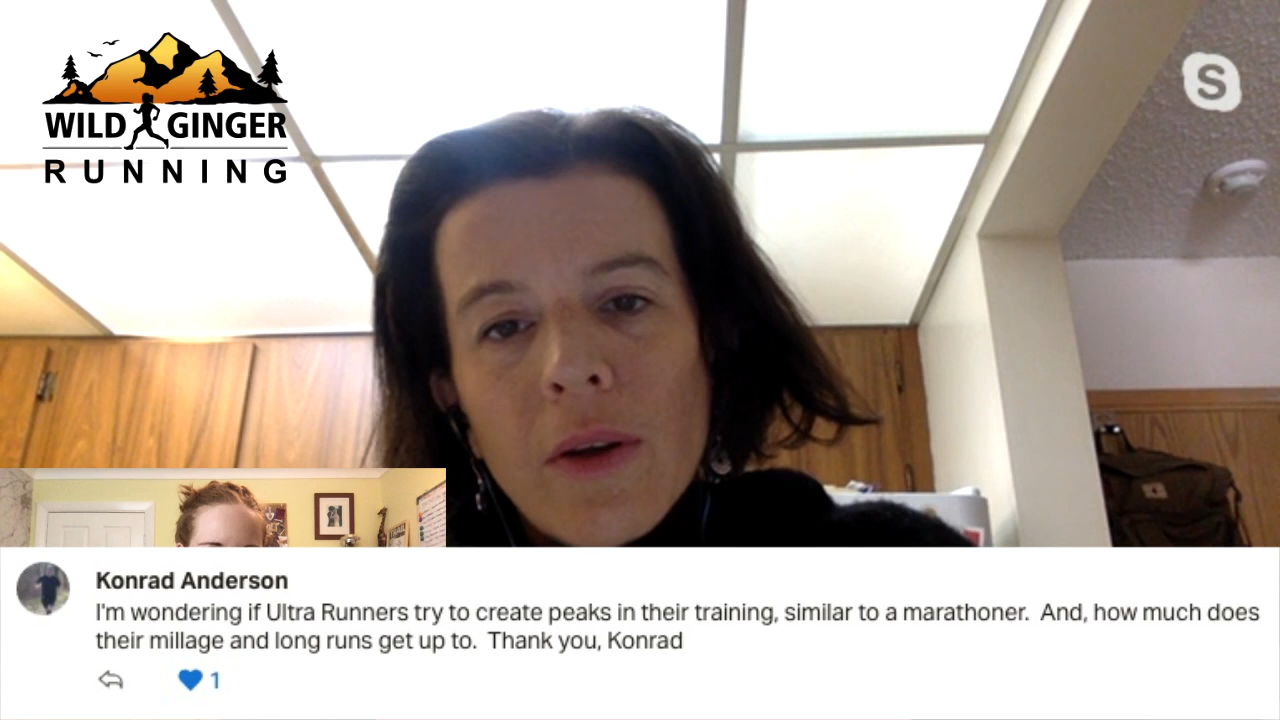 WILD GINGER
RUNNING
S
Konrad Anderson
I'm wondering if Ultra Runners try to create peaks in their training, similar to a marathoner. And, how much does
their millage and long runs get up to. Thank you, Konrad
1